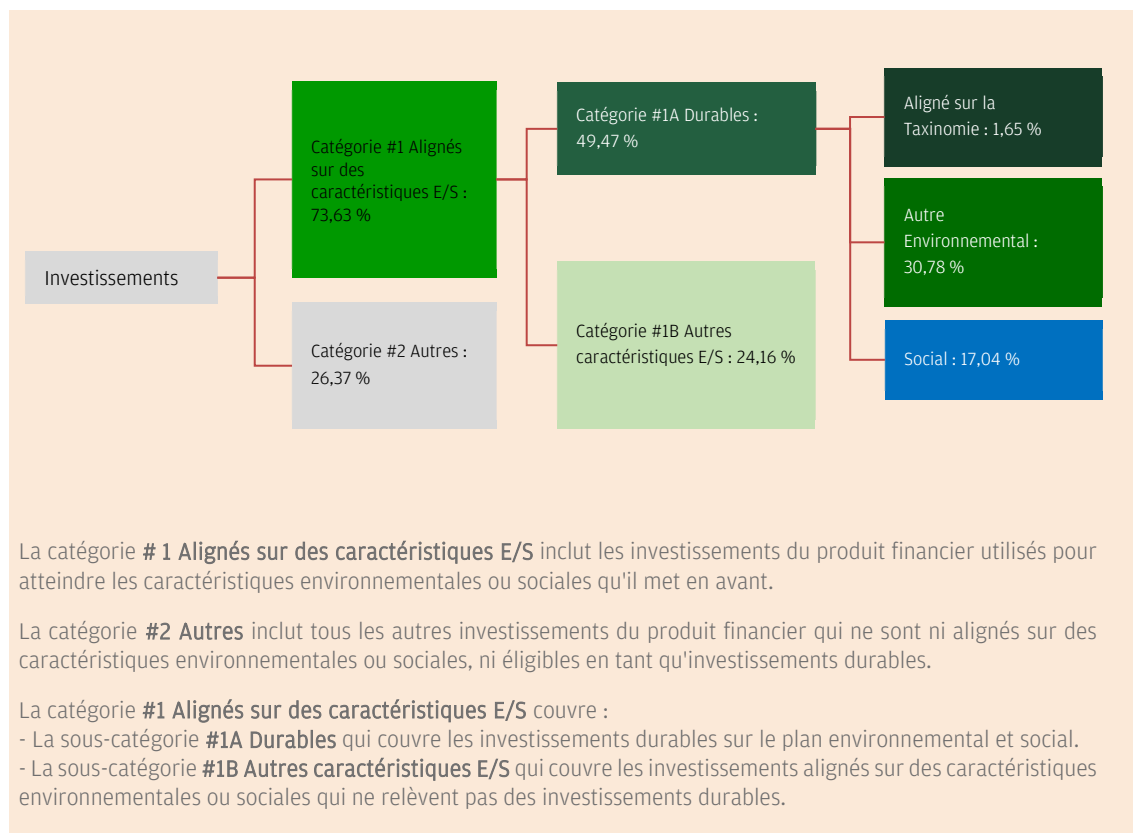 Investissements
Catégorie #1 Alignés
sur des
caractéristiques E/S :
73,63 %
Catégorie #2 Autres :
26,37 %
Catégorie #1A Durables :
49,47 %
Catégorie #1B Autres
caractéristiques E/S : 24,16 %
Aligné sur la
Taxinomie : 1,65 %
Autre
Environnemental :
30,78 %
Social : 17,04 %
La catégorie # 1 Alignés sur des caractéristiques E/S inclut les investissements du produit financier utilisés pour
atteindre les caractéristiques environnementales ou sociales qu'il met en avant.
La catégorie #2 Autres inclut tous les autres investissements du produit financier qui ne sont ni alignés sur des
caractéristiques environnementales ou sociales, ni éligibles en tant qu'investissements durables.
La catégorie #1 Alignés sur des caractéristiques E/S couvre :
- La sous-catégorie #1A Durables qui couvre les investissements durables sur le plan environnemental et social.
- La sous-catégorie #1B Autres caractéristiques E/S qui couvre les investissements alignés sur des caractéristiques
environnementales ou sociales qui ne relèvent pas des investissements durables.